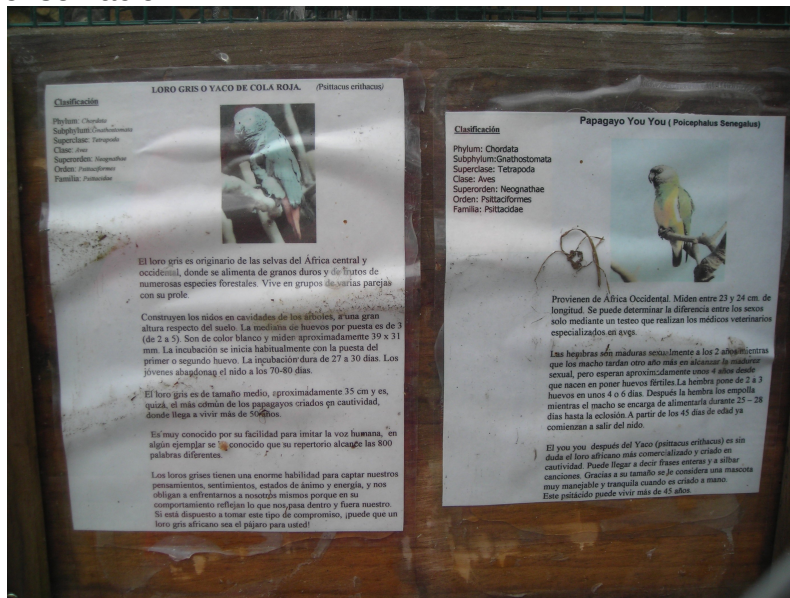 LORO GRIS O YACO DE COLA ROJA. (Psittacus erithacus)
Clasificación
Phylum: Chordata
Subphylum:Gnathostomata
Superclase: Tetrapoda
Clase: Aves
Superorden: Neognathae
Orden: Psittaciformes
Familia: Psittacidae
El loro gris es originario de las selvas del África central y
occidental, donde se alimenta de granos duros y de frutos de
numerosas especies forestales. Vive en grupos de varias parejas
con su prole.
Construyen los nidos en cavidades de los árboles, a una gran
altura respecto del suelo. La mediana de huevos por puesta es de 3
(de 2 a 5). Son de color blanco y miden aproximadamente 39 x 31
mm. La incubación se inicia habitualmente con la puesta del
primer o segundo huevo. La incubación dura de 27 a 30 días. Los
jóvenes abandonan el nido a los 70-80 días.
El loro gris es de tamaño medio, aproximadamente 35 cm y es,
quizá, el más común de los papagayos criados en cautividad,
donde llega a vivir más de 50 años.
Es muy conocido por su facilidad para imitar la voz humana, en
algún ejemplar se ha conocido que su repertorio alcance las 800
palabras diferentes.
Los loros grises tienen una enorme habilidad para captar nuestros
pensamientos, sentimientos, estados de ánimo y energía, y nos
obligan a enfrentarnos a nosotros mismos porque en su
comportamiento reflejan lo que nos pasa dentro y fuera nuestro.
Si está dispuesto a tomar este tipo de compromiso, ¡puede que un
loro gris africano sea el pájaro para usted!
Papagayo You You ( Poicephalus Senegalus)
Clasificación
Phylum: Chordata
Subphylum:Gnathostomata
Superclase: Tetrapoda
Clase: Aves
Superorden: Neognathae
Orden: Psittaciformes
Familia: Psittacidae
Provienen de África Occidental. Miden entre 23 y 24 cm. de
longitud. Se puede determinar la diferencia entre los sexos
solo mediante un testeo que realizan los médicos veterinarios
especializados en aves.
Las hembras son maduras sexualmente a los 2 años mientras
que los macho tardan otro año más en alcanzar la madurez
sexual, pero esperan aproximadamente unos 4 años desde
que nacen en poner huevos fértiles.La hembra pone de 2 a 3
huevos en unos 4 o 6 días. Después la hembra los empolla
mientras el macho se encarga de alimentarla durante 25 – 28
días hasta la eclosión.A partir de los 45 días de edad ya
comienzan a salir del nido.
El you you después del Yaco (psittacus erithacus) es sin
duda el loro africano más comercializado y criado en
cautividad. Puede llegar a decir frases enteras y a silbar
canciones. Gracias a su tamaño se le considera una mascota
muy manejable y tranquila cuando es criado a mano.
Este psitácido puede vivir más de 45 años.